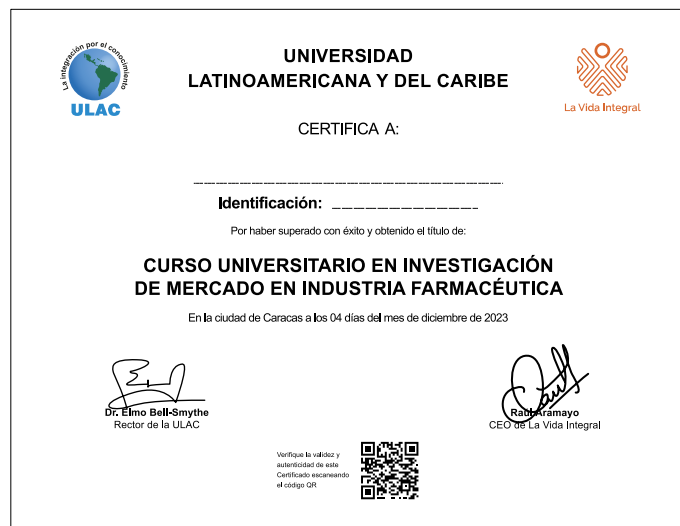 La integración por el conocimiento
ULAC
UNIVERSIDAD
LATINOAMERICANA Y DEL CARIBE
La Vida Integral
CERTIFICA A:
Identificación:
Por haber superado con éxito y obtenido el título de:
CURSO UNIVERSITARIO EN INVESTIGACIÓN
DE MERCADO EN INDUSTRIA FARMACÉUTICA
En la ciudad de Caracas a los 04 días del mes de diciembre de 2023
Dr. Elmo Bell-Smythe
Rector de la ULAC
Raúl Aramayo
CEO de La Vida Integral
Verifique la validez y
autenticidad de este
Certificado escaneando
el código QR